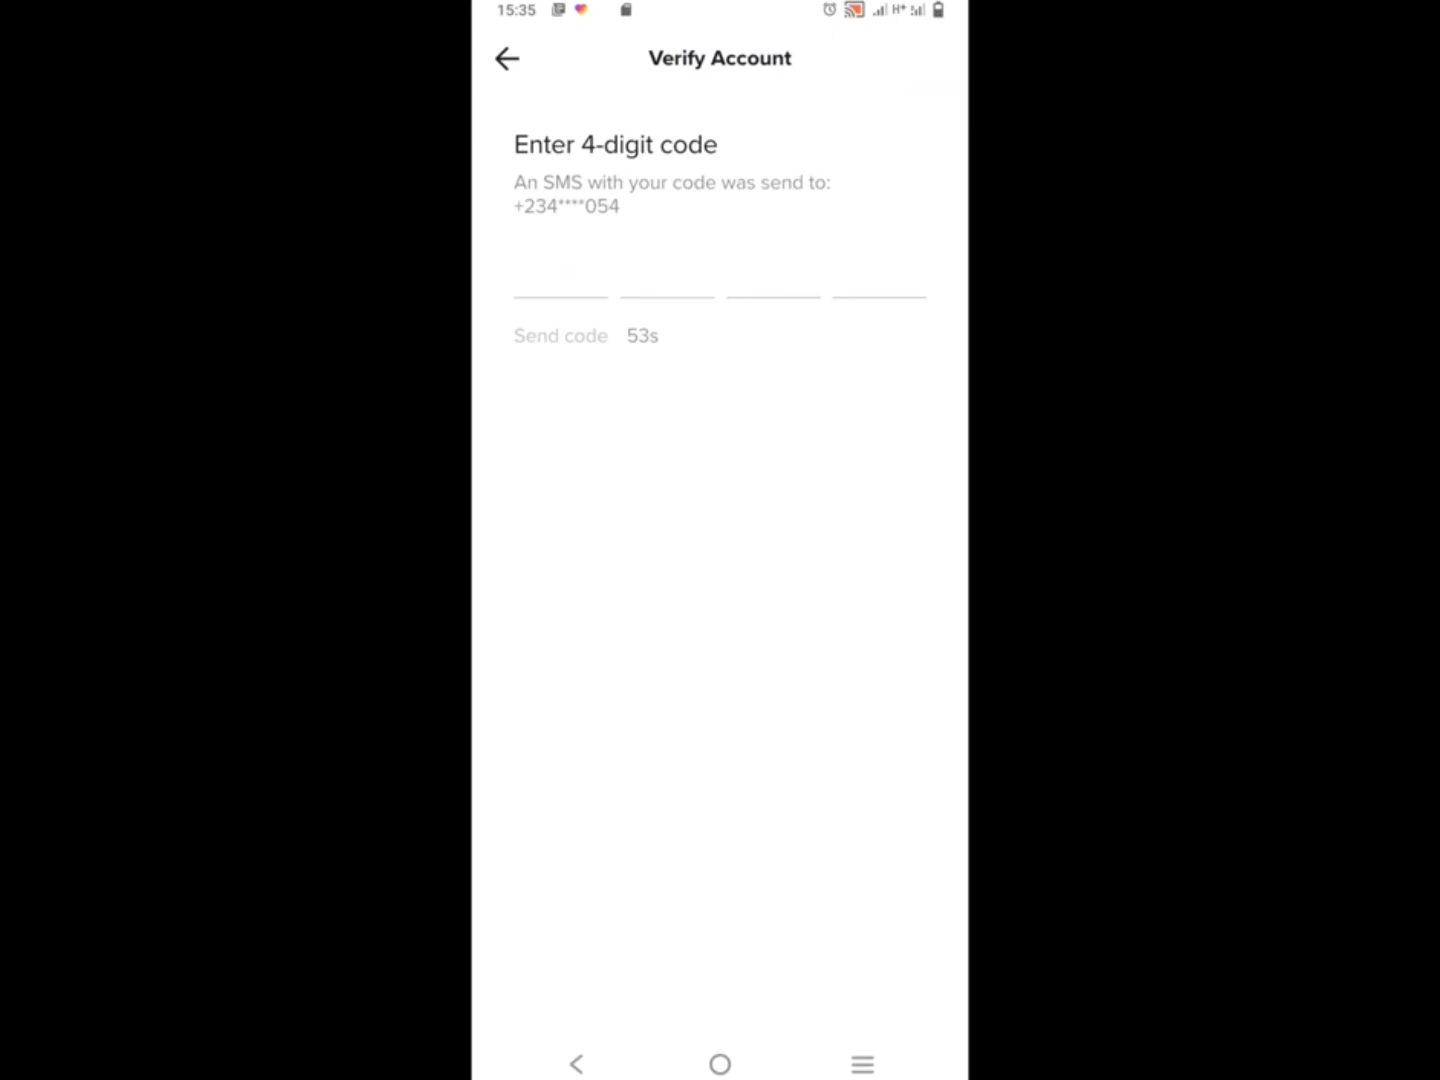 15:35 H+
Verify Account
Enter 4-digit code
An SMS with your code was send to:
+234****054
Send code 53s